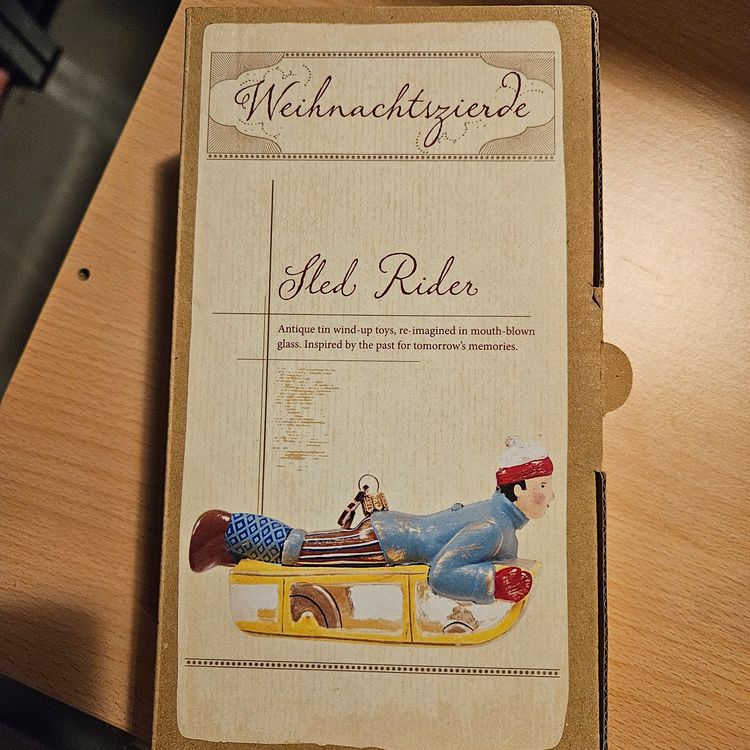 Weihnachtszierde
Sled Rider
Antique tin wind-up toys, re-imagined in mouth-blown
glass. Inspired by the past for tomorrow's memories.